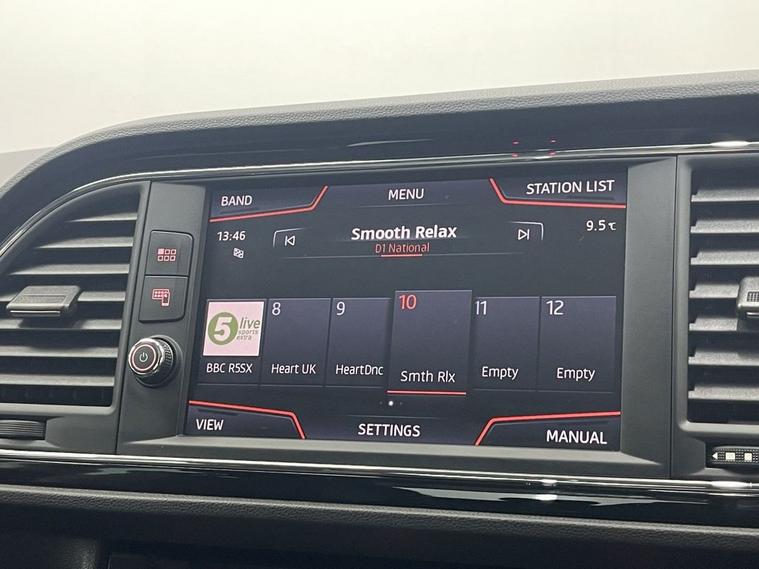 BAND
MENU
STATION LIST
13:46
Smooth Relax
9.5℃
D1 National
5 live
sports
extra
BBC R5SX
8
Heart UK
9
HeartDnc
10
Smth Rlx
11
Empty
12
Empty
VIEW
SETTINGS
MANUAL